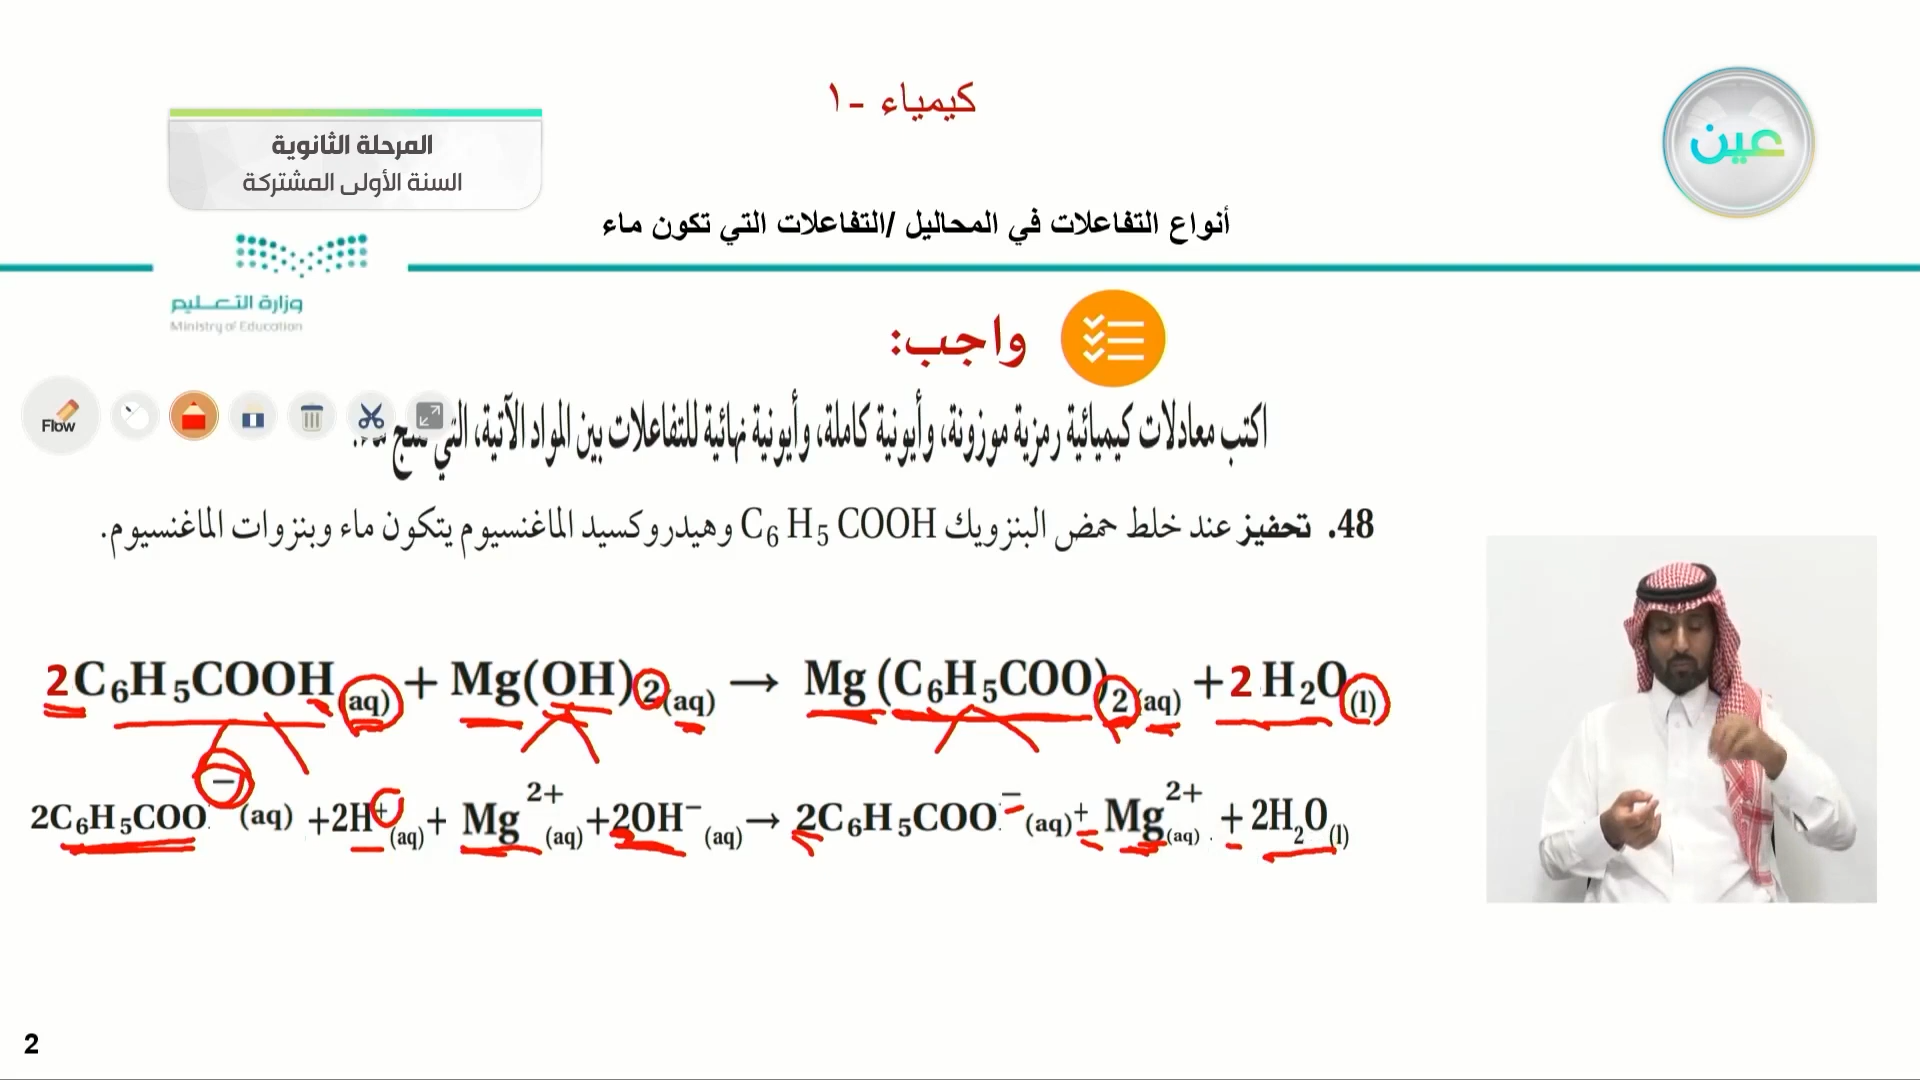 كيمياء -١
عين
المرحلة الثانوية
السنة الأولى المشتركة
أنواع التفاعلات في المحاليل /التفاعلات التي تكون ماء
وزارة التعليم
Ministry of Education
واجب:
Flow
اكتب معادلات كيميائية رمزية موزونة، وأيونية كاملة، وأيونية نهائية للتفاعلات بين المواد الآتية، التي
48. تحفيز عند خلط حمض البنزويك C₆H₅COOH وهيدروكسيد الماغنسيوم يتكون ماء وبنزوات الماغنسيوم.
2C₆H₅COOH(aq) + Mg(OH)₂(aq) → Mg(C₆H₅COO)₂(aq) + 2H₂O(l)
2C₆H₅COO⁻(aq) +2H⁺(aq) + Mg²⁺(aq) +2OH⁻(aq) → 2C₆H₅COO⁻(aq) + Mg²⁺(aq) + 2H₂O(l)
2